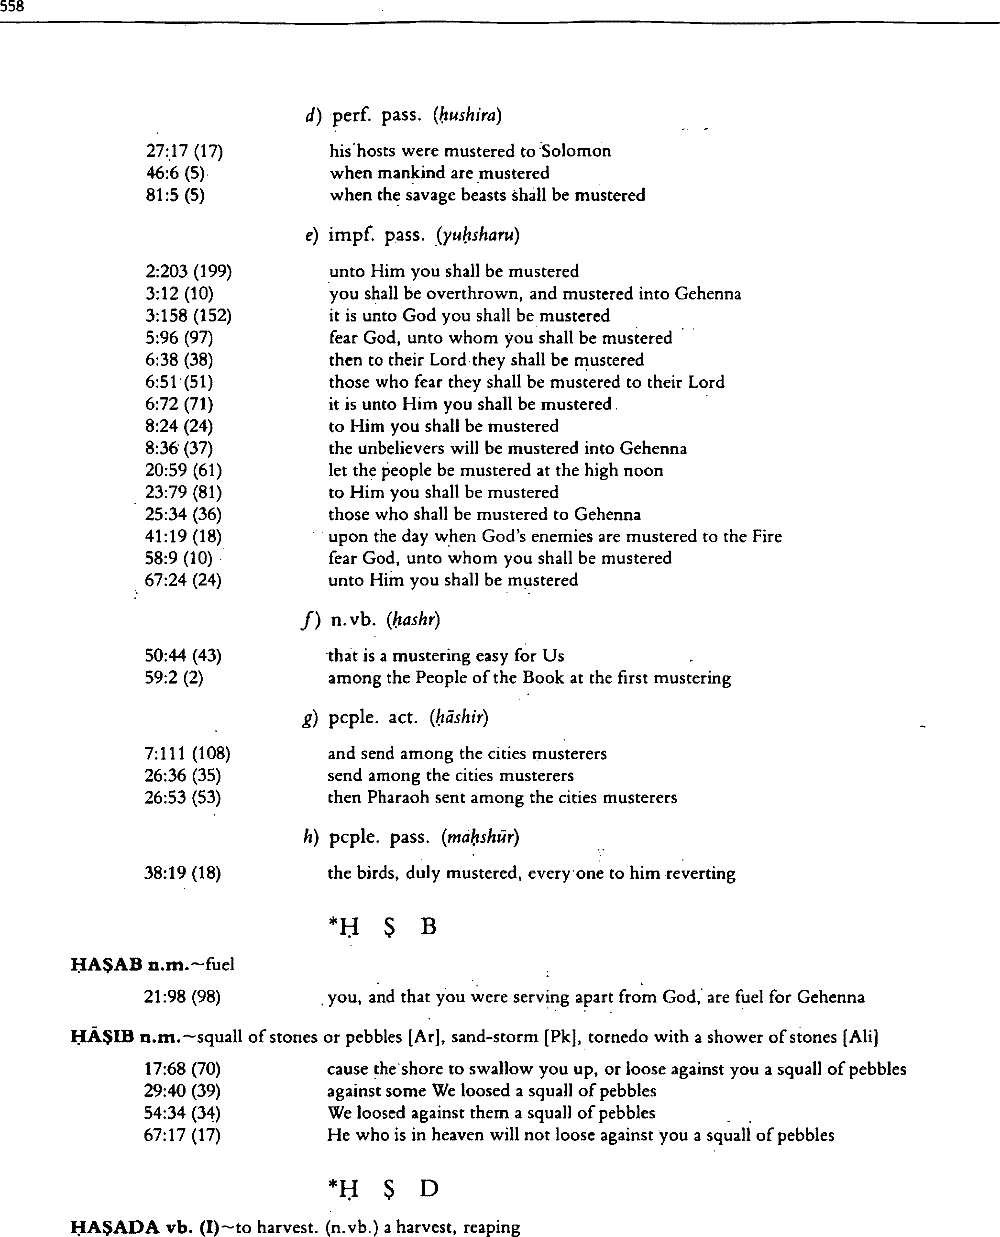 558
d) perf. pass. (ḥushira)
27:17 (17) his hosts were mustered to Solomon
46:6 (5) when mankind are mustered
81:5 (5) when the savage beasts shall be mustered
e) impf. pass. (yuḥsharu)
2:203 (199) unto Him you shall be mustered
3:12 (10) you shall be overthrown, and mustered into Gehenna
3:158 (152) it is unto God you shall be mustered
5:96 (97) fear God, unto whom you shall be mustered
6:38 (38) then to their Lord they shall be mustered
6:51 (51) those who fear they shall be mustered to their Lord
6:72 (71) it is unto Him you shall be mustered
8:24 (24) to Him you shall be mustered
8:36 (37) the unbelievers will be mustered into Gehenna
20:59 (61) let the people be mustered at the high noon
23:79 (81) to Him you shall be mustered
25:34 (36) those who shall be mustered to Gehenna
41:19 (18) upon the day when God's enemies are mustered to the Fire
58:9 (10) fear God, unto whom you shall be mustered
67:24 (24) unto Him you shall be mustered
f) n.vb. (ḥashr)
50:44 (43) that is a mustering easy for Us
59:2 (2) among the People of the Book at the first mustering
g) pcple. act. (ḥāshir)
7:111 (108) and send among the cities musterers
26:36 (35) send among the cities musterers
26:53 (53) then Pharaoh sent among the cities musterers
h) pcple. pass. (maḥshūr)
38:19 (18) the birds, duly mustered, every one to him reverting
*Ḥ Ṣ B
ḤAṢAB n.m.~fuel
21:98 (98) you, and that you were serving apart from God, are fuel for Gehenna
ḤĀṢIB n.m.~squall of stones or pebbles [Ar], sand-storm [Pk], tornedo with a shower of stones [Ali]
17:68 (70) cause the shore to swallow you up, or loose against you a squall of pebbles
29:40 (39) against some We loosed a squall of pebbles
54:34 (34) We loosed against them a squall of pebbles
67:17 (17) He who is in heaven will not loose against you a squall of pebbles
*Ḥ Ṣ D
ḤAṢADA vb. (I)~to harvest. (n.vb.) a harvest, reaping